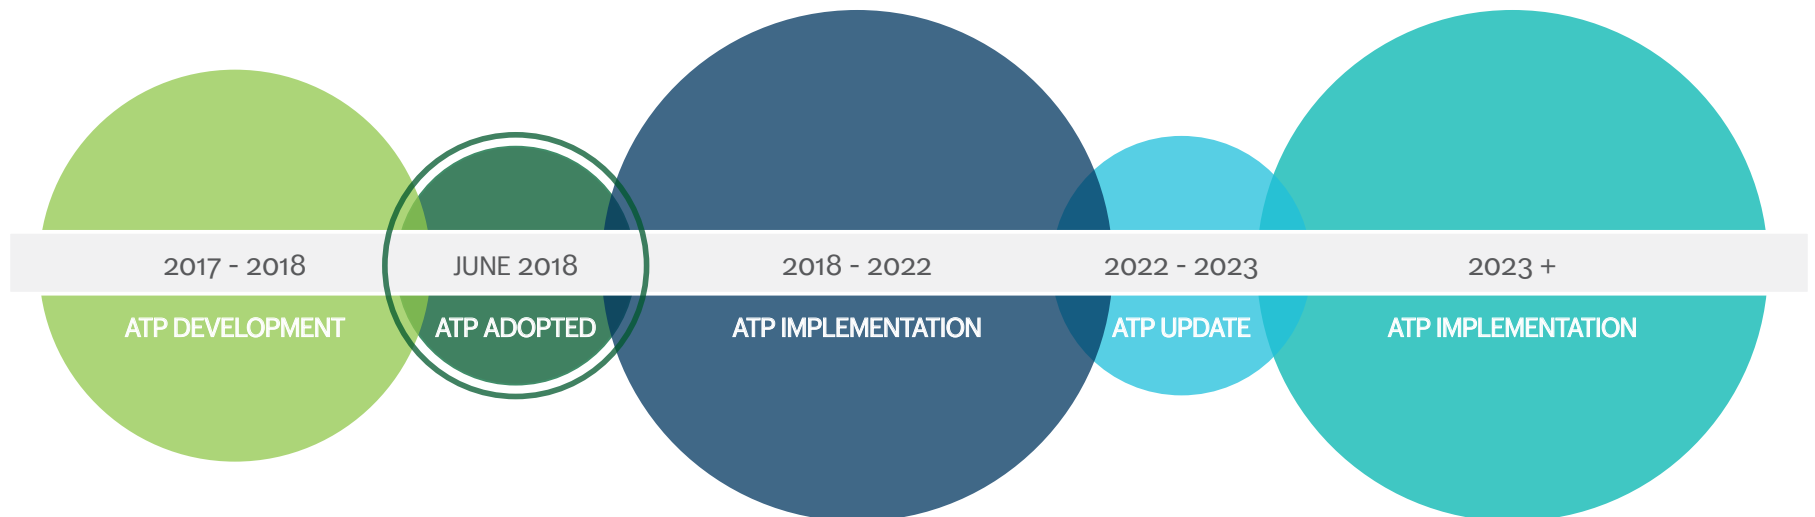 2017 - 2018
JUNE 2018
2018 - 2022
2022 - 2023
2023 +
ATP DEVELOPMENT
ATP ADOPTED
ATP IMPLEMENTATION
ATP UPDATE
ATP IMPLEMENTATION